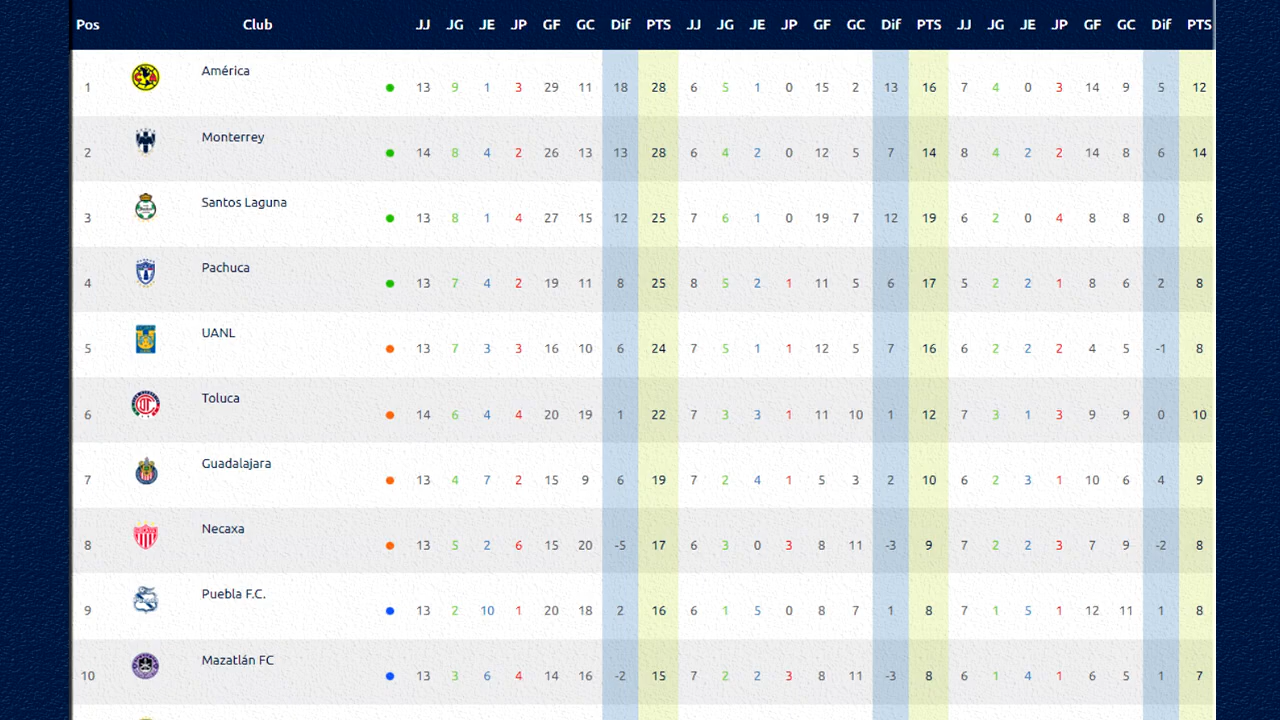 Pos Club JJ JG JE JP GF GC Dif PTS JJ JG JE JP GF GC Dif PTS JJ JG JE JP GF GC Dif PTS
1 América 13 9 1 3 29 11 18 28 6 5 1 0 15 2 13 16 7 4 0 3 14 9 5 12
2 Monterrey 14 8 4 2 26 13 13 28 6 4 2 0 12 5 7 14 8 4 2 2 14 8 6 14
3 Santos Laguna 13 8 1 4 27 15 12 25 7 6 1 0 19 7 12 19 6 2 0 4 8 8 0 6
4 Pachuca 13 7 4 2 19 11 8 25 8 5 2 1 11 5 6 17 5 2 2 1 8 6 2 8
5 UANL 13 7 3 3 16 10 6 24 7 5 1 1 12 5 7 16 6 2 2 2 4 5 -1 8
6 Toluca 14 6 4 4 20 19 1 22 7 3 3 1 11 10 1 12 7 3 1 3 9 9 0 10
7 Guadalajara 13 4 7 2 15 9 6 19 7 2 4 1 5 3 2 10 6 2 3 1 10 6 4 9
8 Necaxa 13 5 2 6 15 20 -5 17 6 3 0 3 8 11 -3 9 7 2 2 3 7 9 -2 8
9 Puebla F.C. 13 2 10 1 20 18 2 16 6 1 5 0 8 7 1 8 7 1 5 1 12 11 1 8
10 Mazatlán FC 13 3 6 4 14 16 -2 15 7 2 2 3 8 11 -3 8 6 1 4 1 6 5 1 7